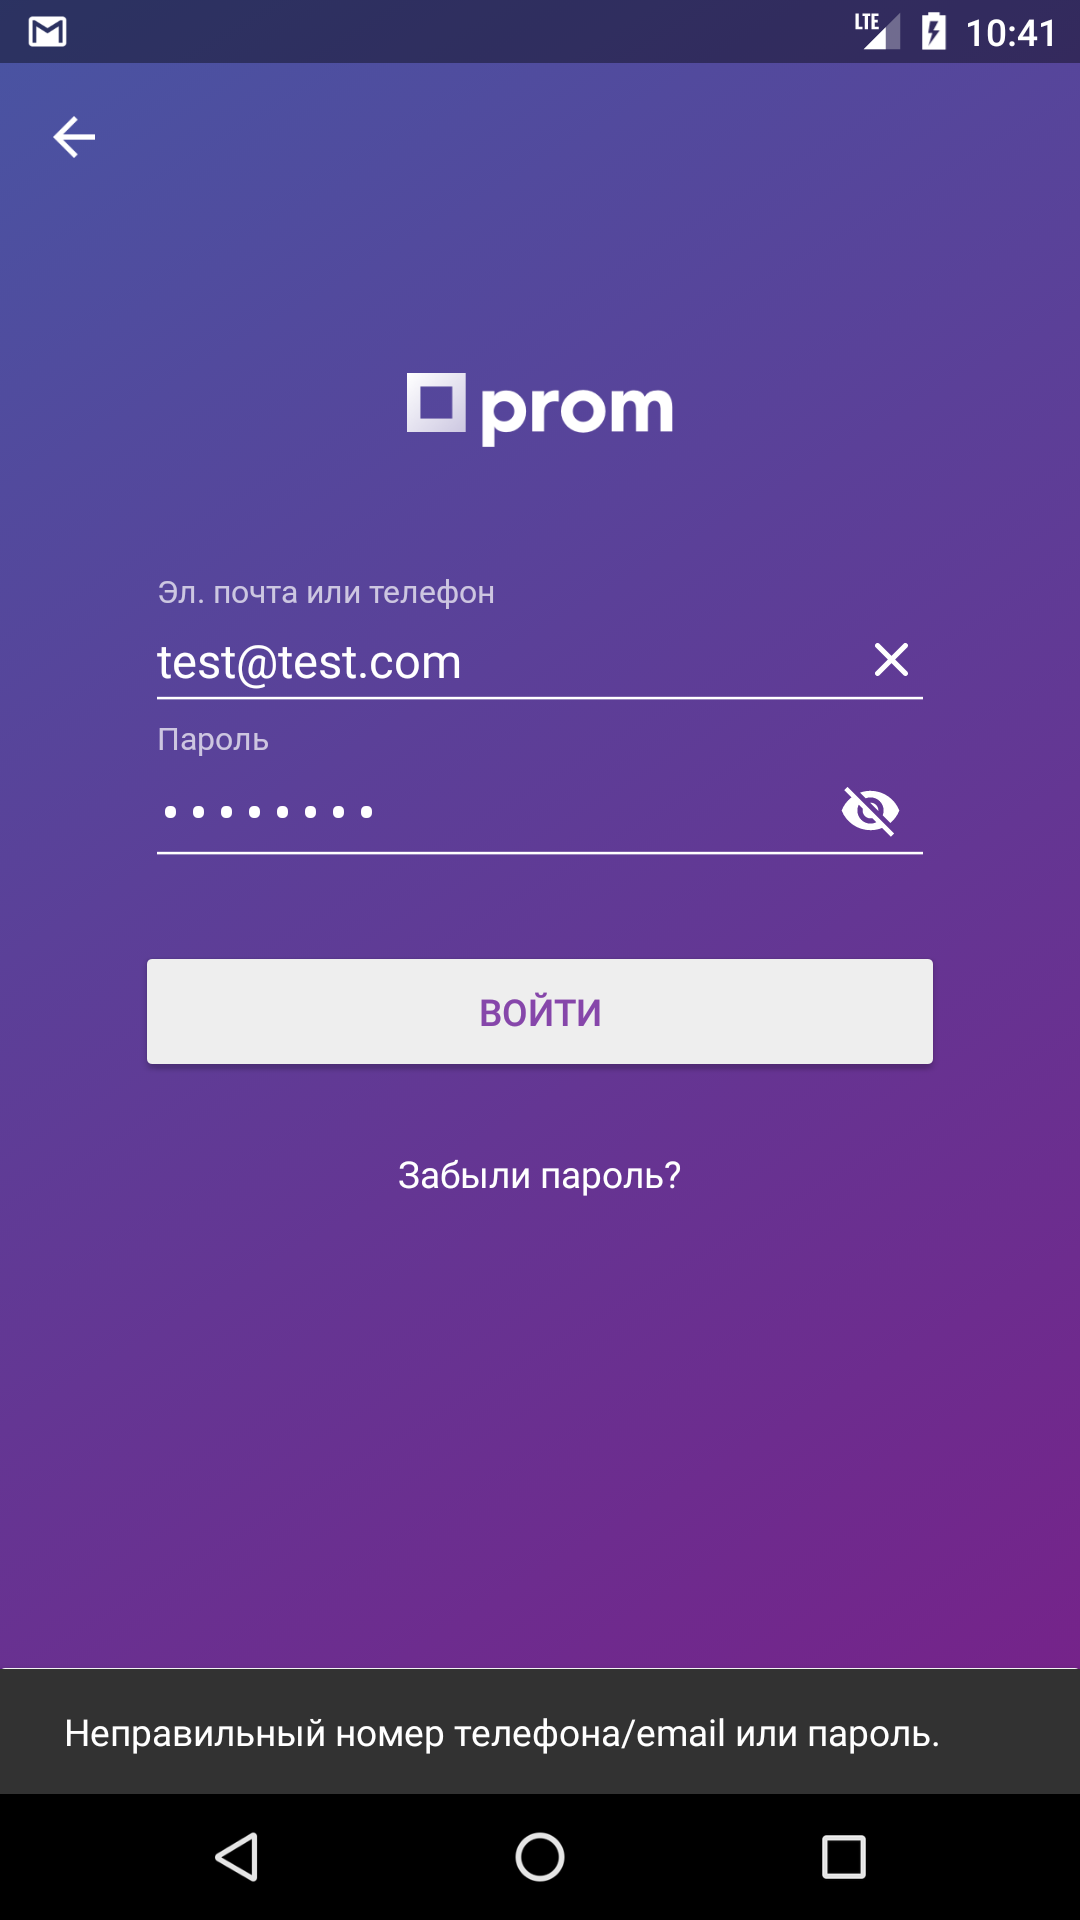 LTE 10:41
prom
Эл. почта или телефон
test@test.com
Пароль
ВОЙТИ
Забыли пароль?
Неправильный номер телефона/email или пароль.